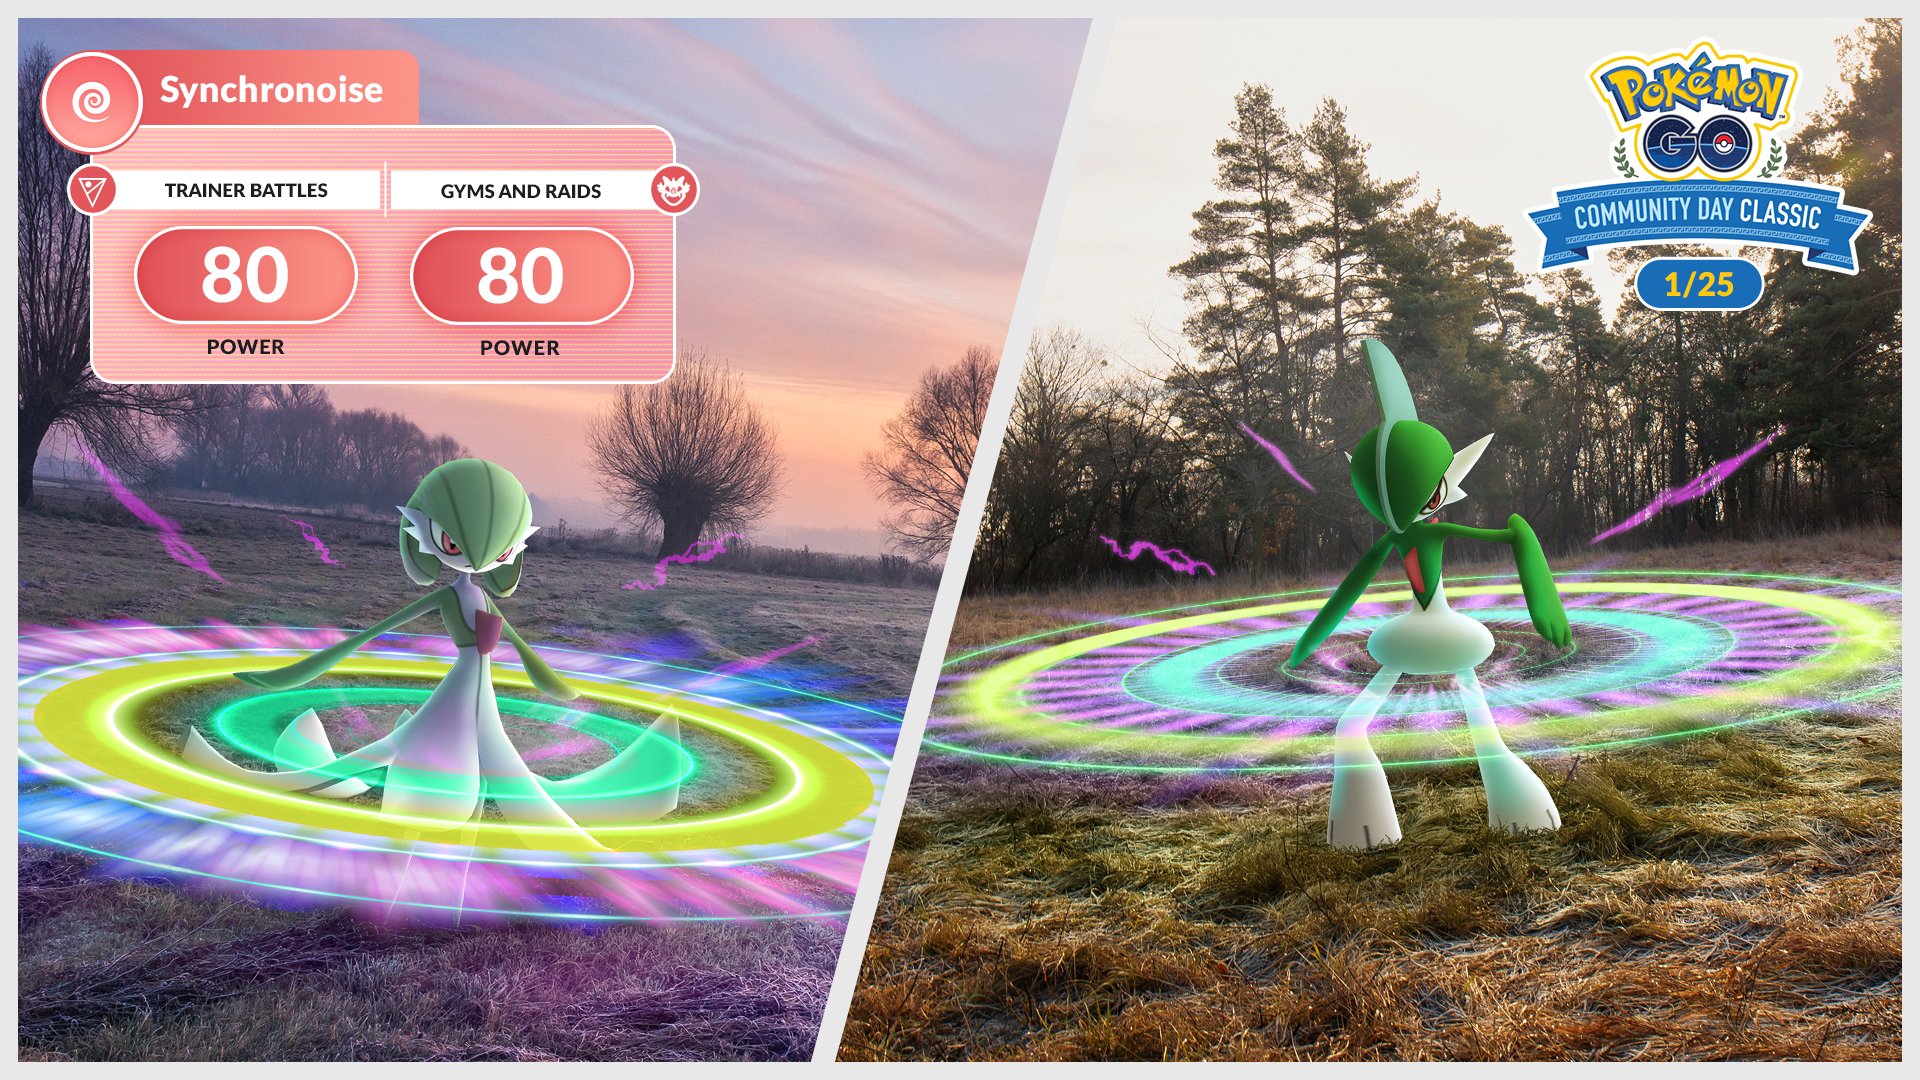 Synchronoise
TRAINER BATTLES
GYMS AND RAIDS
80
80
POWER
POWER
POKéMON
GO
COMMUNITY DAY CLASSIC
1/25